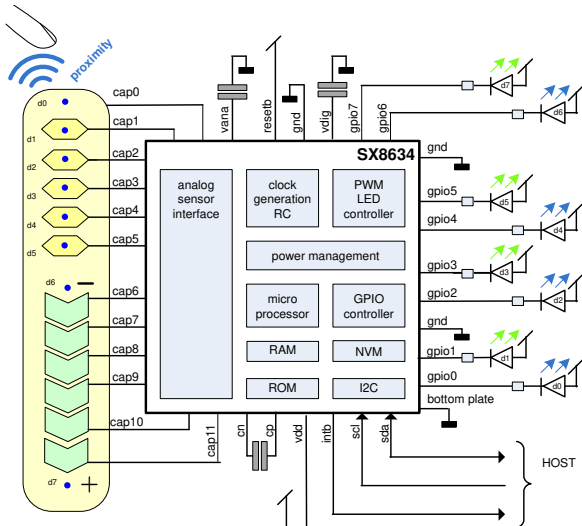 proximity
d0
cap0
d1
cap1
d2
cap2
d3
cap3
d4
cap4
d5
cap5
d6
−
cap6
cap7
cap8
cap9
cap10
cap11
d7
+
vana
resetb
gnd
vdig
gpio7
gpio6
SX8634
analog sensor interface
clock generation RC
PWM LED controller
power management
micro processor
GPIO controller
RAM
NVM
ROM
I2C
d7
d6
gnd
gpio5
d5
gpio4
d4
gpio3
d3
gpio2
d2
gnd
gpio1
d1
gpio0
d0
bottom plate
cn
cp
vdd
intb
scl
sda
HOST